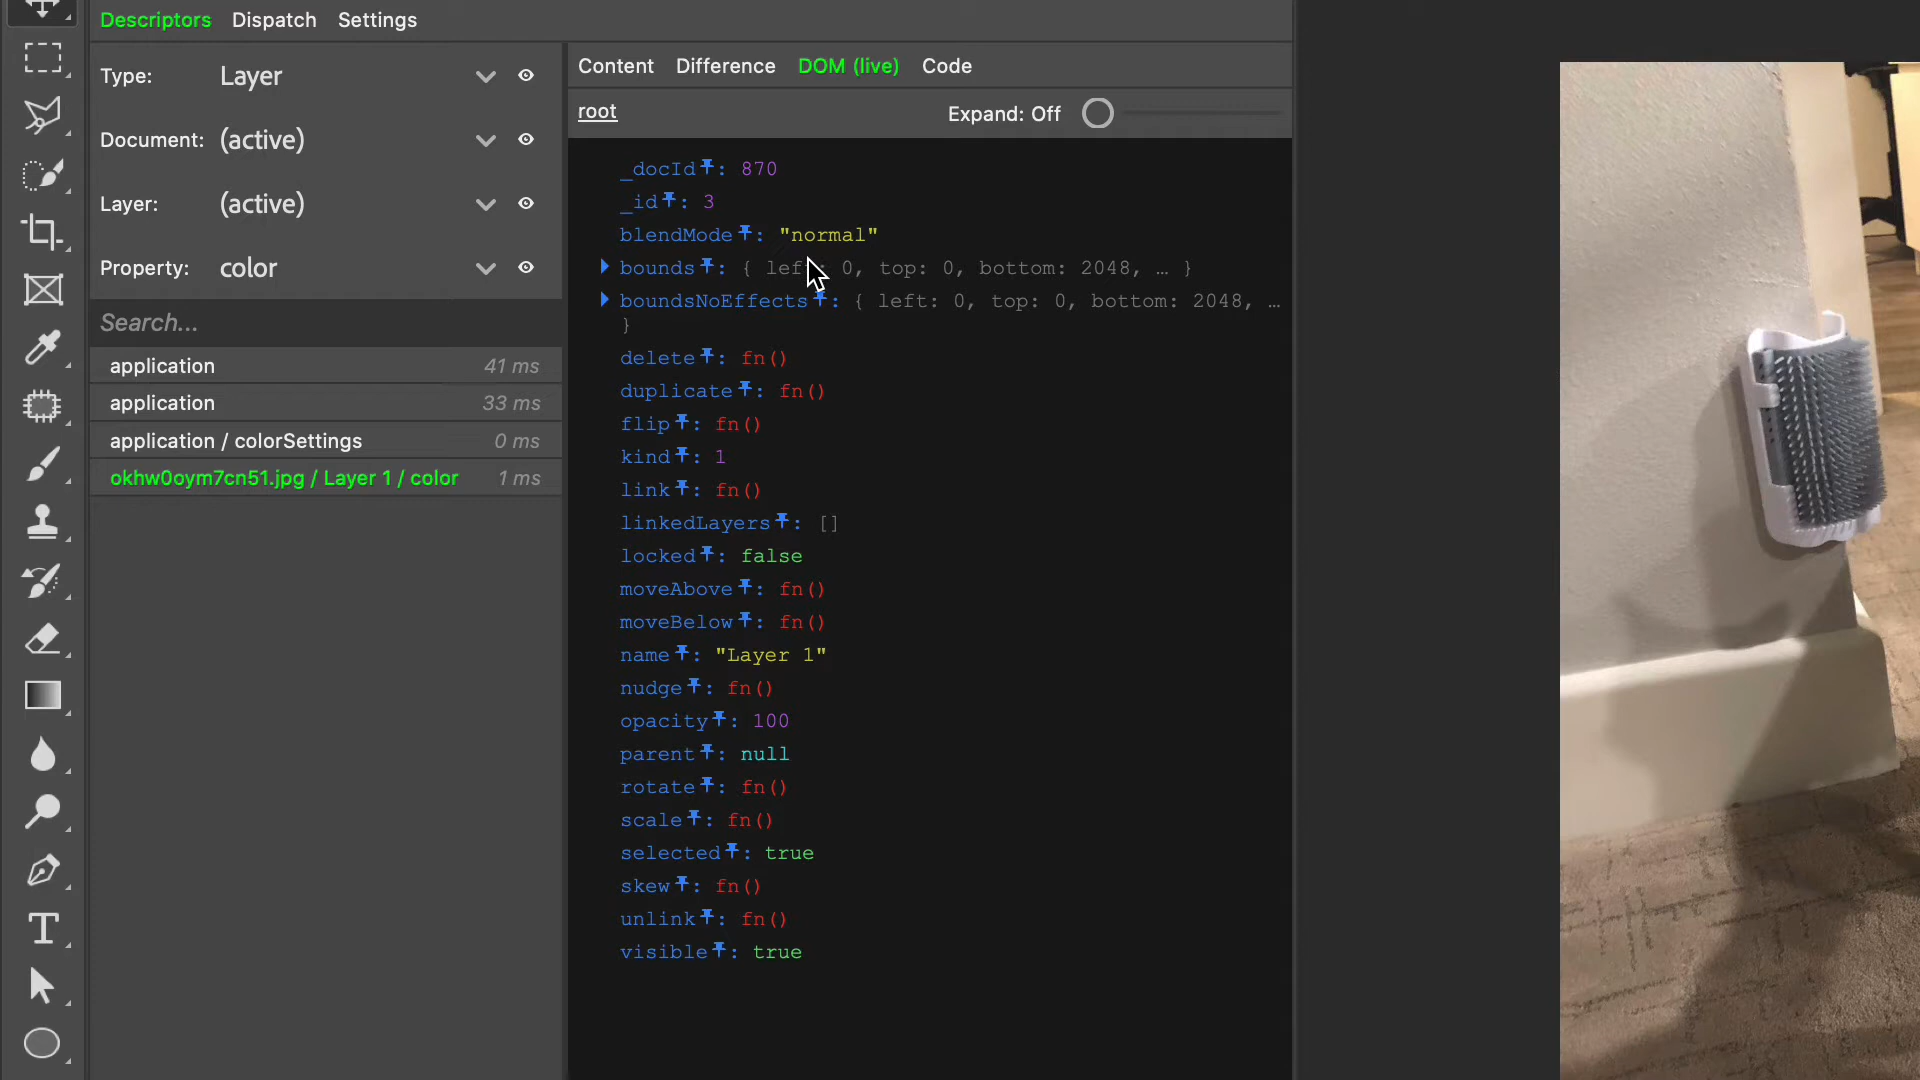 Descriptors Dispatch Settings
Type: Layer
Document: (active)
Layer: (active)
Property: color
Search...
application 41 ms
application 33 ms
application / colorSettings 0 ms
okhw0oym7cn51.jpg / Layer 1 / color 1 ms
Content Difference DOM (live) Code
root Expand: Off
_docId: 870
_id: 3
blendMode: "normal"
bounds: { left: 0, top: 0, bottom: 2048, … }
boundsNoEffects: { left: 0, top: 0, bottom: 2048, …
}
delete: fn()
duplicate: fn()
flip: fn()
kind: 1
link: fn()
linkedLayers: []
locked: false
moveAbove: fn()
moveBelow: fn()
name: "Layer 1"
nudge: fn()
opacity: 100
parent: null
rotate: fn()
scale: fn()
selected: true
skew: fn()
unlink: fn()
visible: true